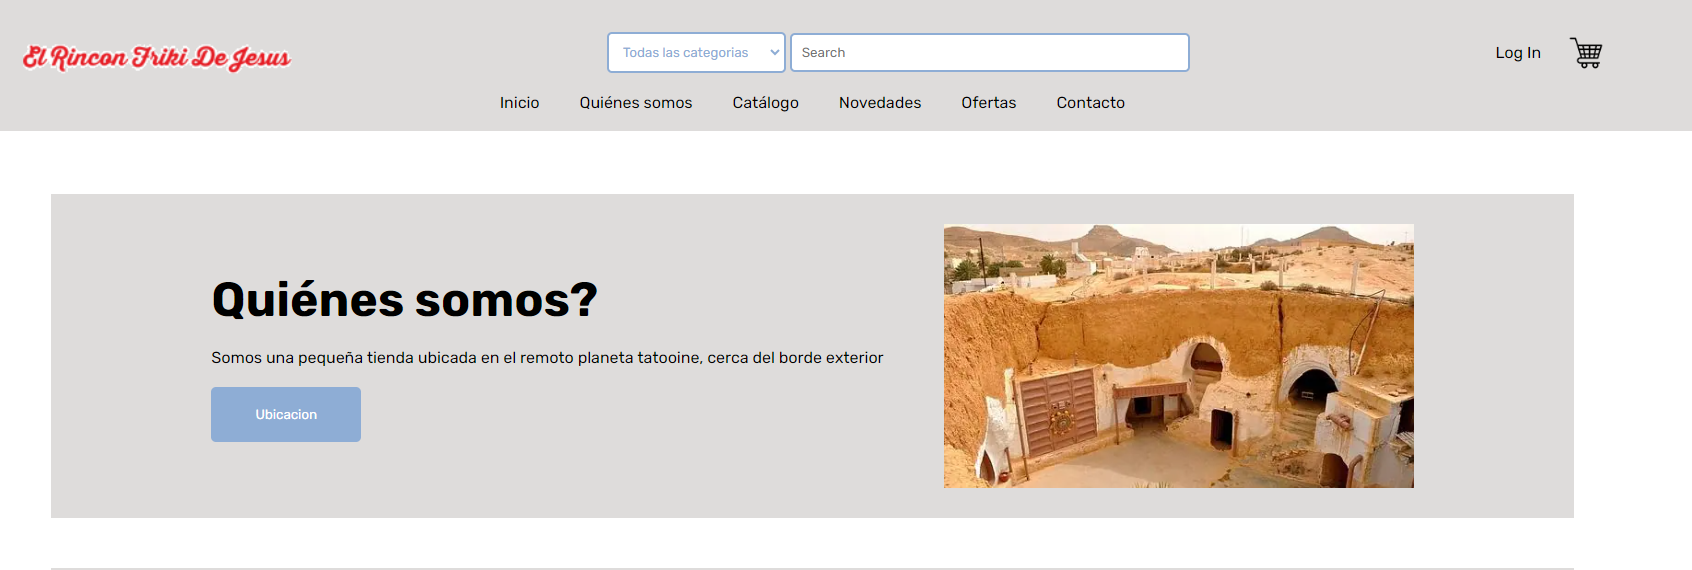 El Rincon Friki De Jesus
Todas las categorias
Search
Log In
Inicio
Quiénes somos
Catálogo
Novedades
Ofertas
Contacto
Quiénes somos?
Somos una pequeña tienda ubicada en el remoto planeta tatooine, cerca del borde exterior
Ubicacion